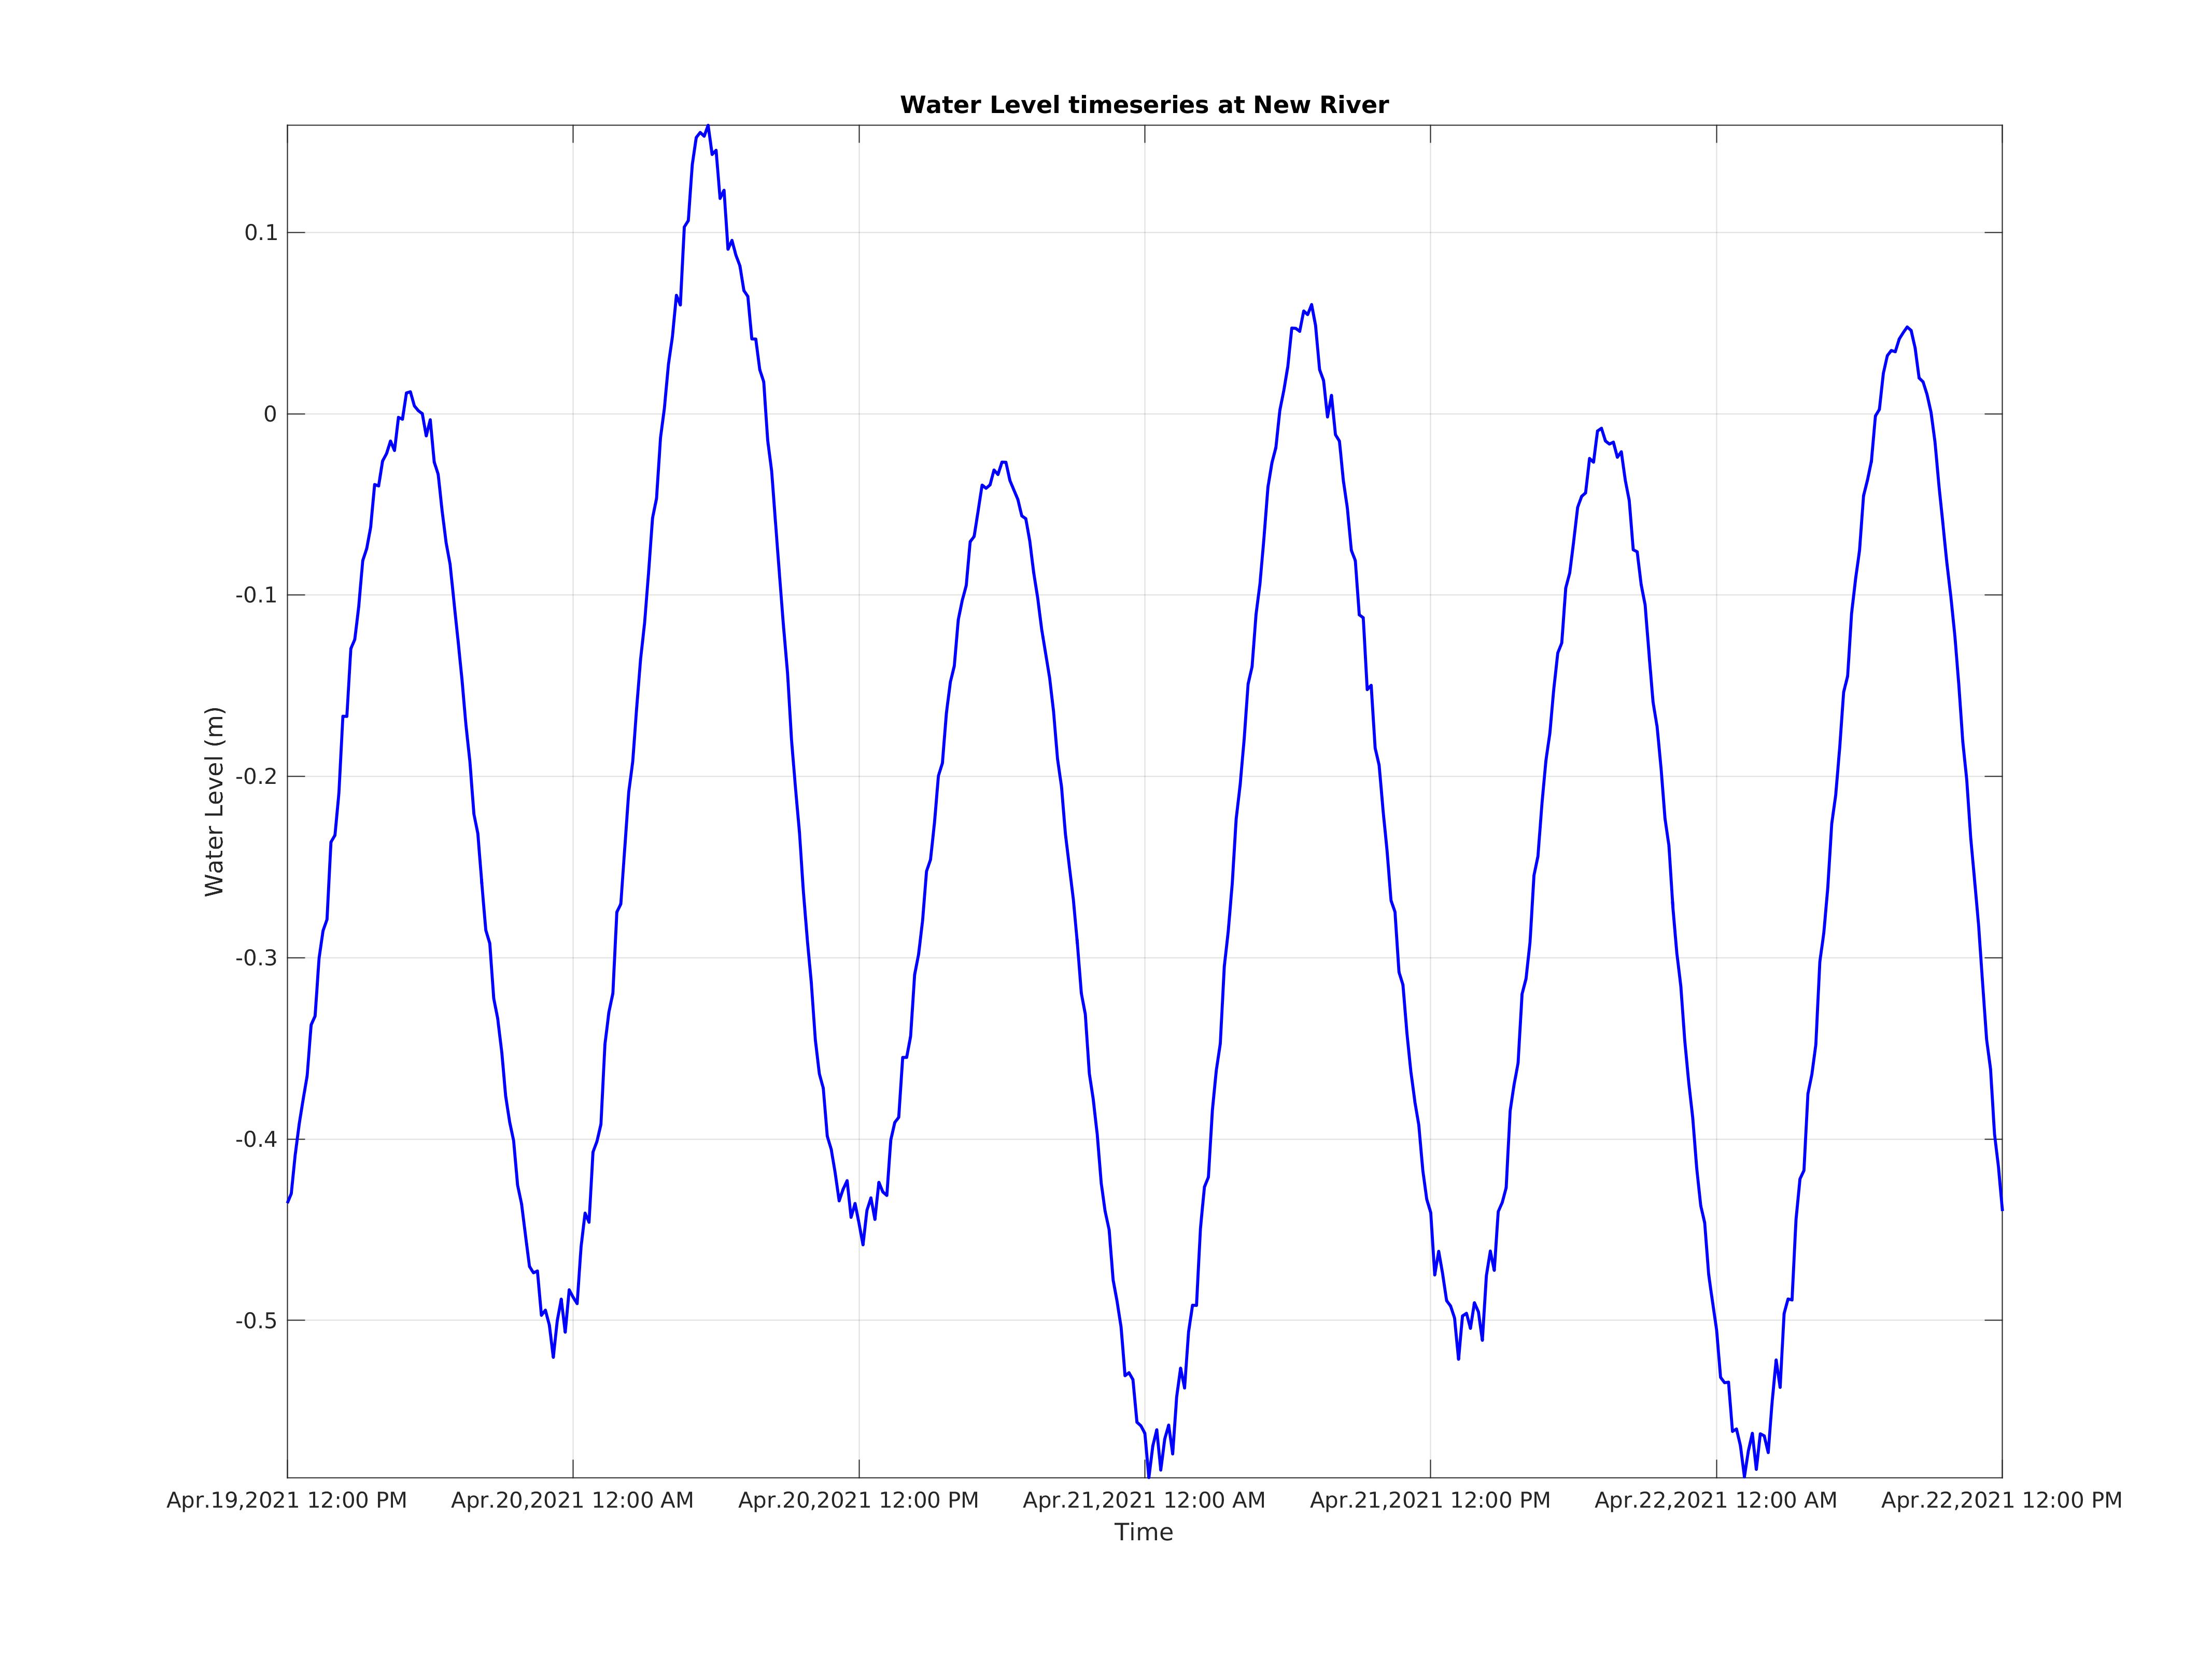 Water Level timeseries at New River
0.1
0
-0.1
-0.2
-0.3
-0.4
-0.5
Water Level (m)
Apr.19,2021 12:00 PM Apr.20,2021 12:00 AM Apr.20,2021 12:00 PM Apr.21,2021 12:00 AM Apr.21,2021 12:00 PM Apr.22,2021 12:00 AM Apr.22,2021 12:00 PM
Time